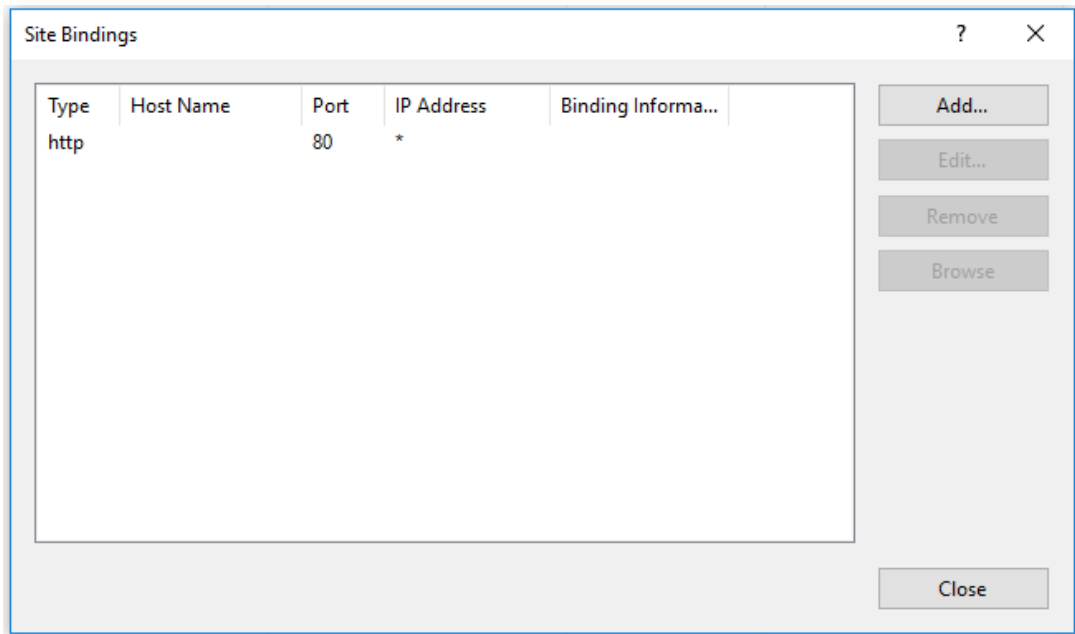 Site Bindings ?
Type Host Name Port IP Address Binding Informa...
http 80 *
Add...
Edit...
Remove
Browse
Close